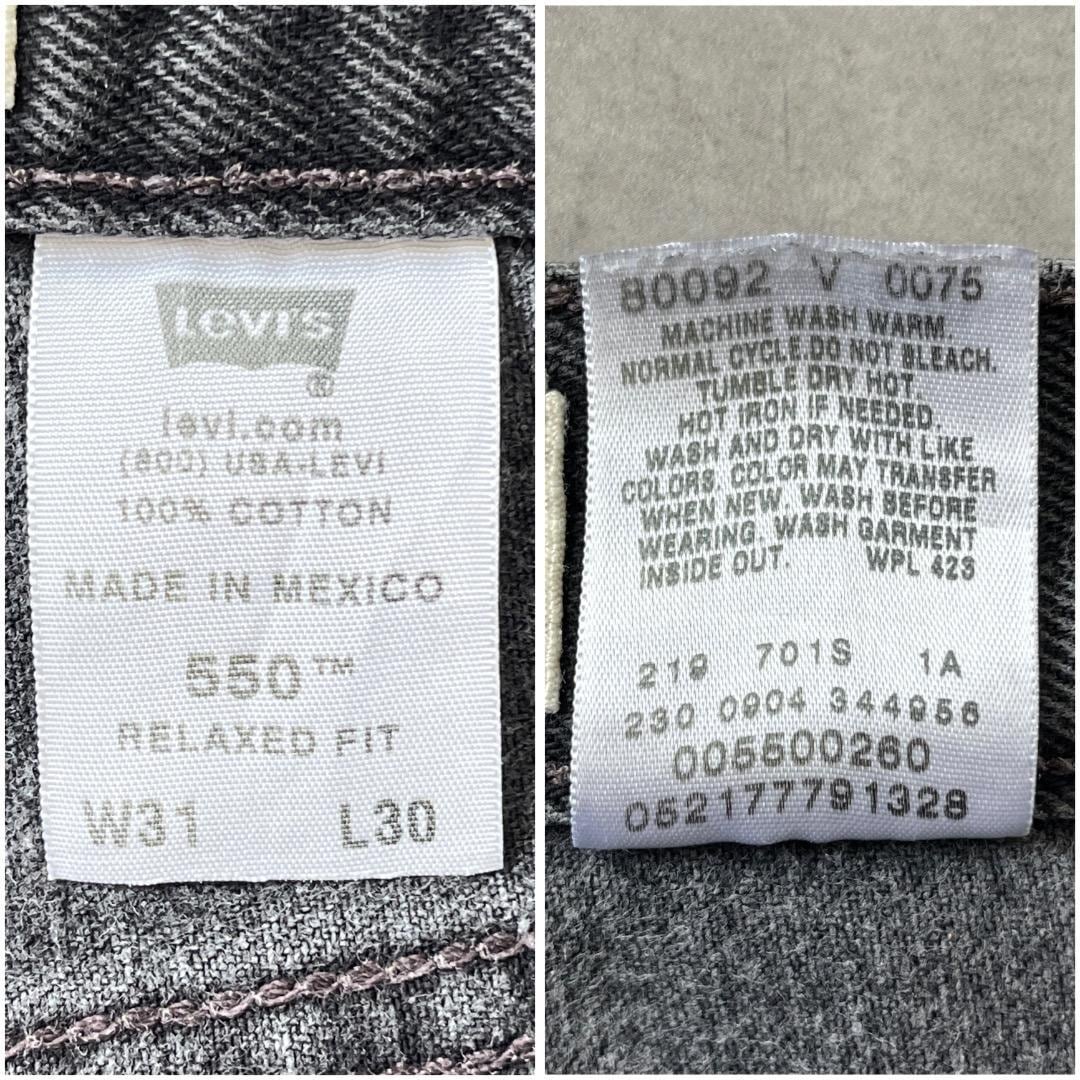 LEVI'S
®
levi.com
(800) USA-LEVI
100% COTTON
MADE IN MEXICO
550™
RELAXED FIT
W31 L30
80092 V 0075
MACHINE WASH WARM.
NORMAL CYCLE.DO NOT BLEACH.
TUMBLE DRY HOT.
HOT IRON IF NEEDED.
WASH AND DRY WITH LIKE
COLORS. COLOR MAY TRANSFER
WHEN NEW. WASH BEFORE
WEARING. WASH GARMENT
INSIDE OUT. WPL 423
219 701S 1A
230 0904 344956
005500260
052177791328